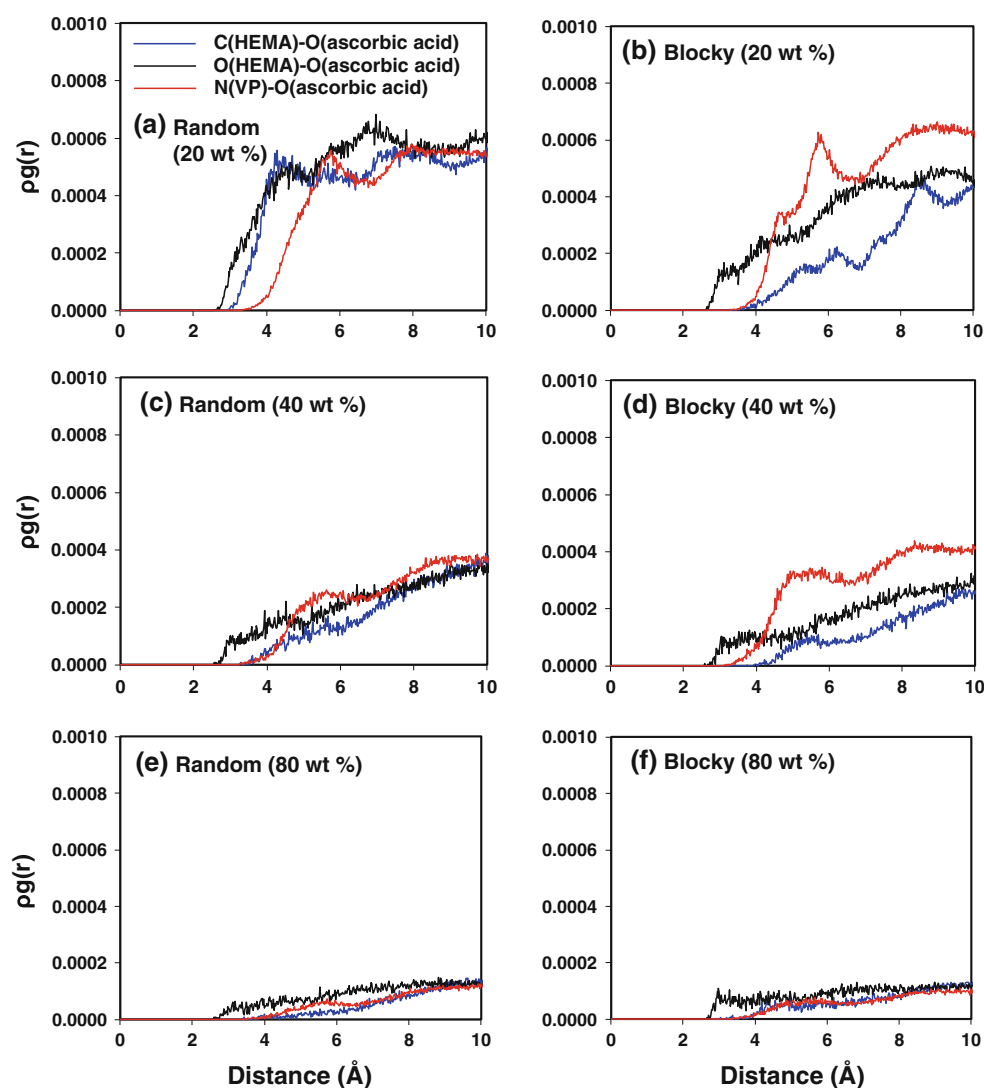 C(HEMA)-O(ascorbic acid)
O(HEMA)-O(ascorbic acid)
N(VP)-O(ascorbic acid)
(a) Random
(20 wt %)
ρg(r)
0.0010
0.0008
0.0006
0.0004
0.0002
0.0000
0 2 4 6 8 10
(b) Blocky (20 wt %)
0.0010
0.0008
0.0006
0.0004
0.0002
0.0000
0 2 4 6 8 10
(c) Random (40 wt %)
ρg(r)
0.0010
0.0008
0.0006
0.0004
0.0002
0.0000
0 2 4 6 8 10
(d) Blocky (40 wt %)
ρg(r)
0.0010
0.0008
0.0006
0.0004
0.0002
0.0000
0 2 4 6 8 10
(e) Random (80 wt %)
ρg(r)
0.0010
0.0008
0.0006
0.0004
0.0002
0.0000
0 2 4 6 8 10
Distance (Å)
(f) Blocky (80 wt %)
ρg(r)
0.0010
0.0008
0.0006
0.0004
0.0002
0.0000
0 2 4 6 8 10
Distance (Å)